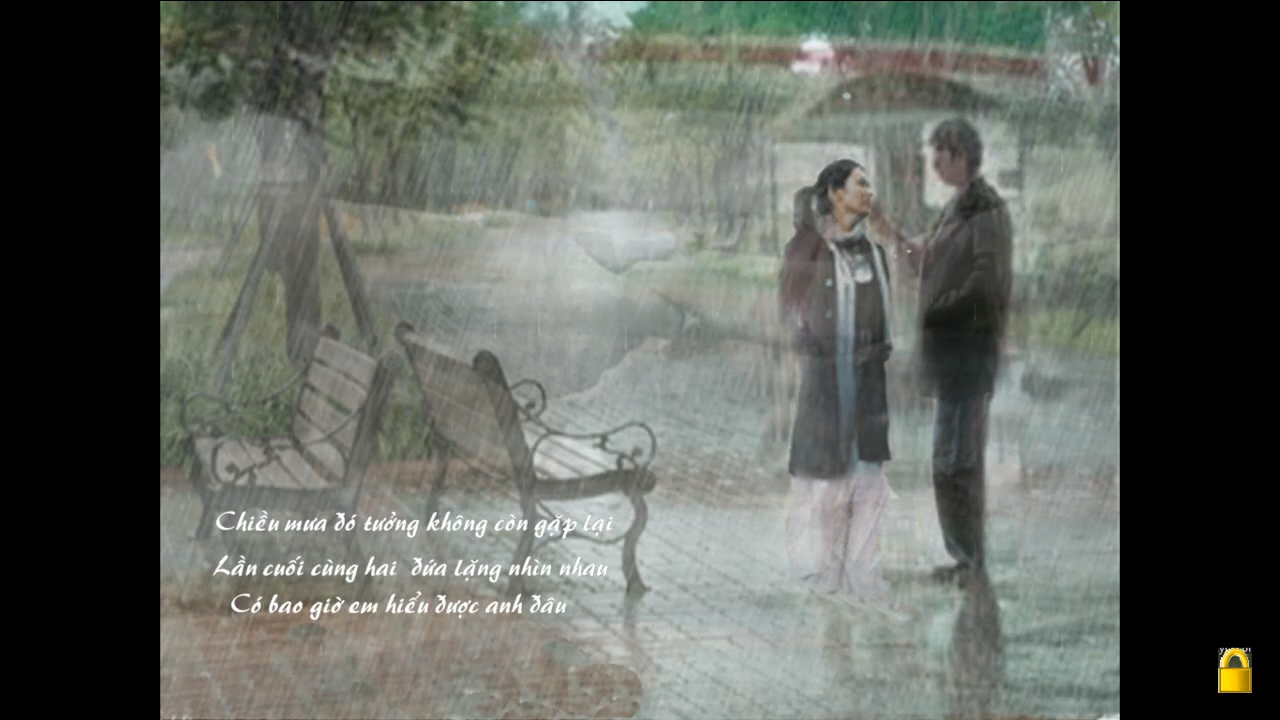 Chiều mưa đó tưởng không còn gặp lại
Lần cuối cùng hai đứa lặng nhìn nhau
Có bao giờ em hiểu được anh đâu